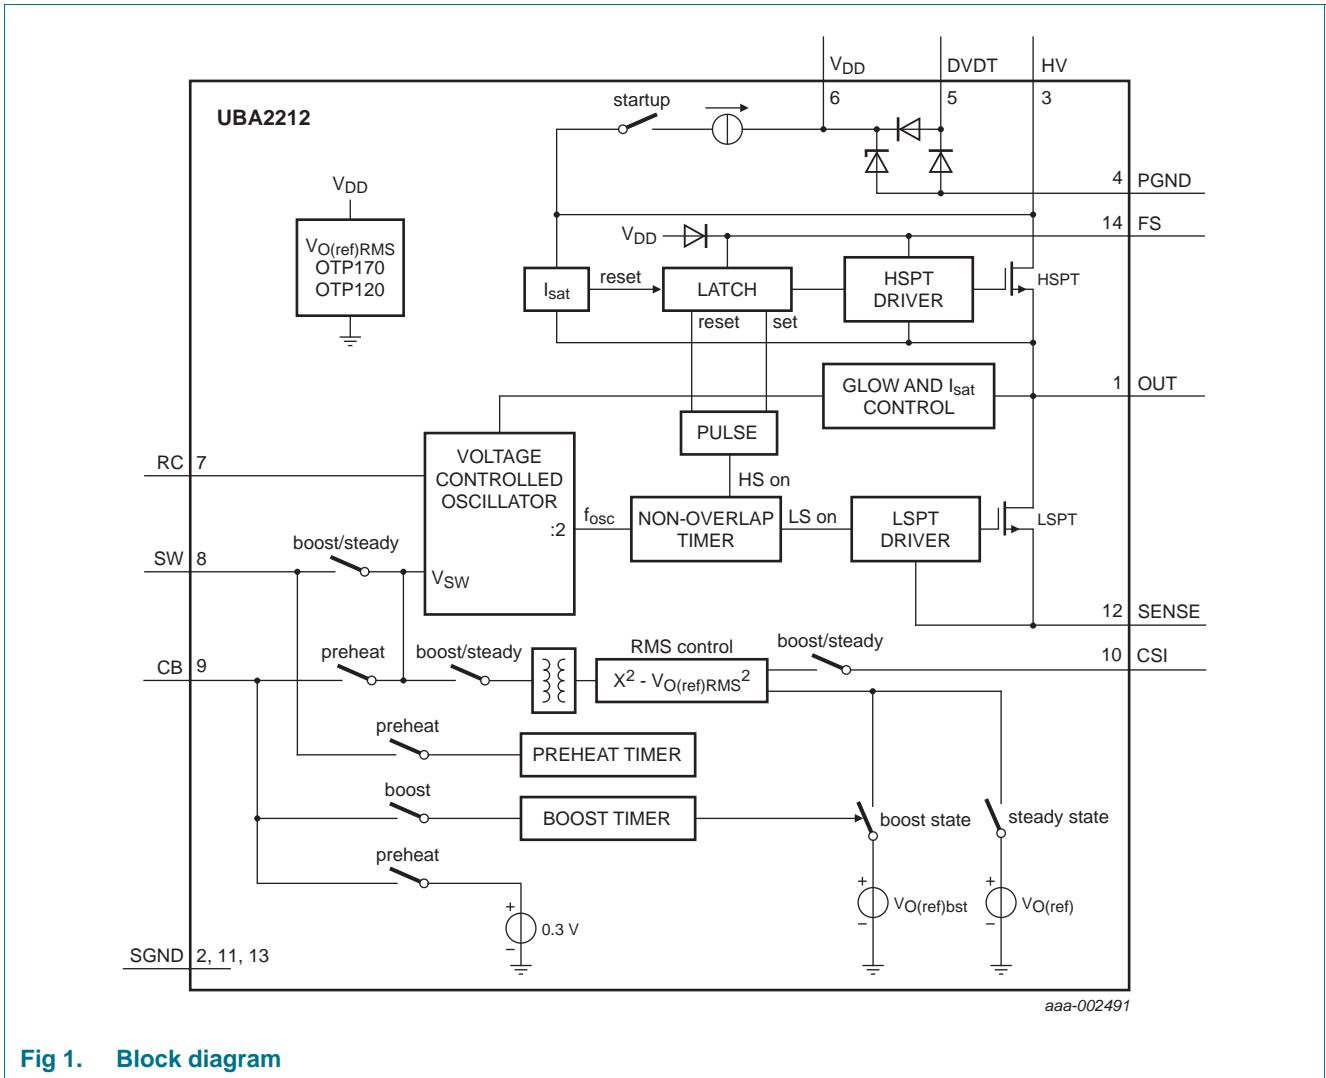 VDD
DVDT
HV
6
5
3
UBA2212
startup
4 PGND
VDD
VO(ref)RMS
OTP170
OTP120
14 FS
VDD
Isat
reset
LATCH
HSPT
DRIVER
HSPT
reset
set
1 OUT
GLOW AND Isat
CONTROL
PULSE
HS on
RC 7
VOLTAGE
CONTROLLED
OSCILLATOR
:2
fosc
NON-OVERLAP
TIMER
LS on
LSPT
DRIVER
LSPT
boost/steady
SW 8
VSW
12 SENSE
preheat
boost/steady
RMS control
X2 - VO(ref)RMS2
boost/steady
10 CSI
CB 9
preheat
PREHEAT TIMER
boost
BOOST TIMER
boost state
steady state
preheat
+
0.3 V
−
+
VO(ref)bst
−
+
VO(ref)
−
SGND 2, 11, 13
aaa-002491
Fig 1. Block diagram